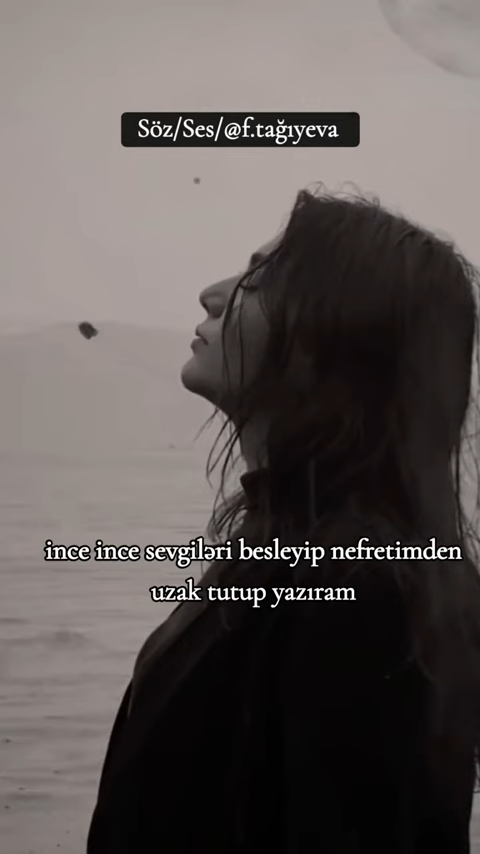 Söz/Ses/@f.tağıyeva
ince ince sevgiləri besleyip nefretimden
uzak tutup yazıram